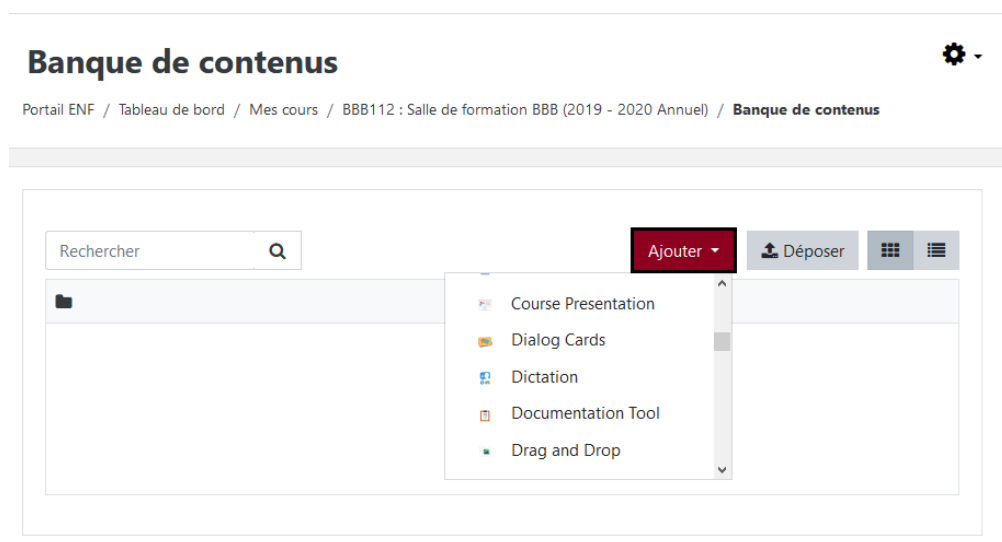 Banque de contenus
Portail ENF / Tableau de bord / Mes cours / BBB112 : Salle de formation BBB (2019 - 2020 Annuel) / Banque de contenus
Rechercher
Ajouter
Déposer
Course Presentation
Dialog Cards
Dictation
Documentation Tool
Drag and Drop